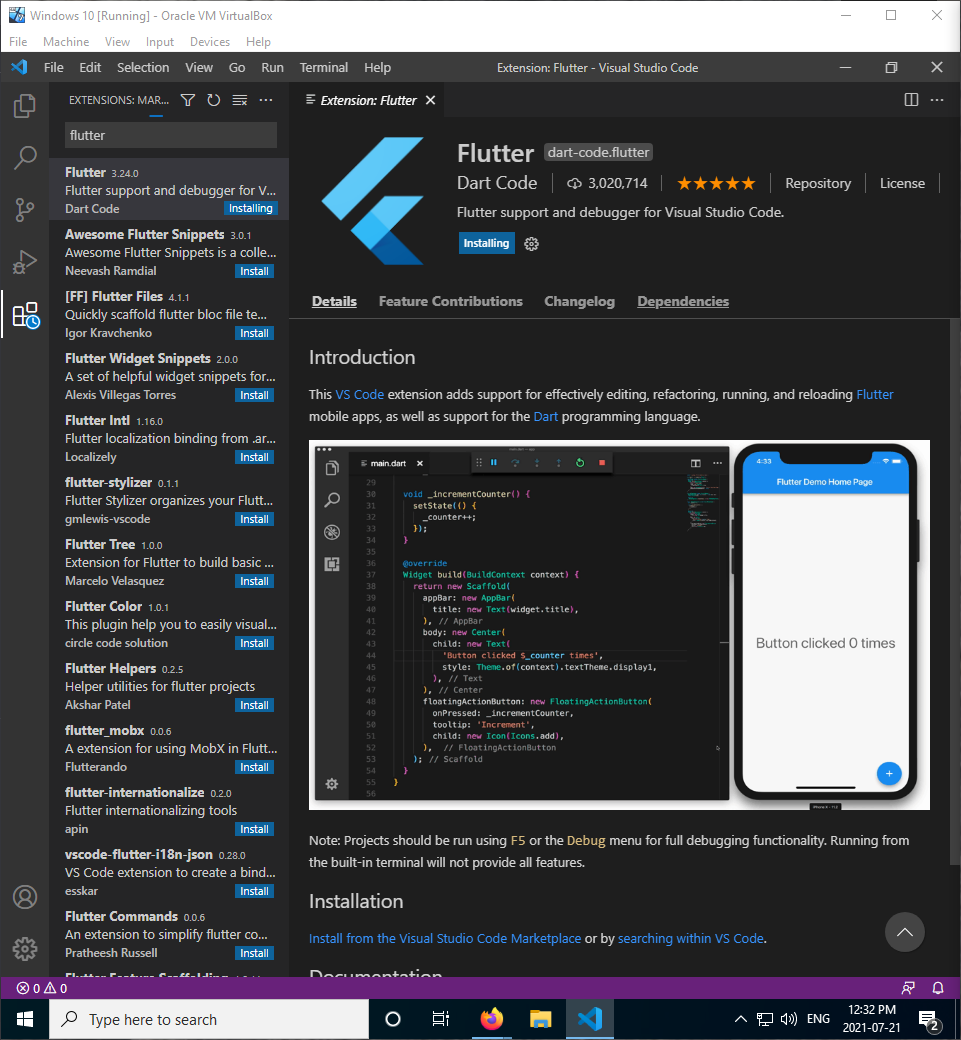 Windows 10 [Running] - Oracle VM VirtualBox
File Machine View Input Devices Help
File Edit Selection View Go Run Terminal Help Extension: Flutter - Visual Studio Code
EXTENSIONS: MAR...
flutter
Flutter 3.24.0
Flutter support and debugger for V...
Dart Code Installing
Awesome Flutter Snippets 3.0.1
Awesome Flutter Snippets is a colle...
Neevash Ramdial Install
[FF] Flutter Files 4.1.1
Quickly scaffold flutter bloc file te...
Igor Kravchenko Install
Flutter Widget Snippets 2.0.0
A set of helpful widget snippets for...
Alexis Villegas Torres Install
Flutter Intl 1.16.0
Flutter localization binding from .ar...
Localizely Install
flutter-stylizer 0.1.1
Flutter Stylizer organizes your Flutt...
gmlewis-vscode Install
Flutter Tree 1.0.0
Extension for Flutter to build basic ...
Marcelo Velasquez Install
Flutter Color 1.0.1
This plugin help you to easily visual...
circle code solution Install
Flutter Helpers 0.2.5
Helper utilities for flutter projects
Akshar Patel Install
flutter_mobx 0.0.6
A extension for using MobX in Flutt...
Flutterando Install
flutter-internationalize 0.2.0
Flutter internationalizing tools
apin Install
vscode-flutter-i18n-json 0.28.0
VS Code extension to create a bind...
esskar Install
Flutter Commands 0.0.6
An extension to simplify flutter co...
Pratheesh Russell Install
Extension: Flutter
Flutter dart-code.flutter
Dart Code 3,020,714 Repository License
Flutter support and debugger for Visual Studio Code.
Installing
Details Feature Contributions Changelog Dependencies
Introduction
This VS Code extension adds support for effectively editing, refactoring, running, and reloading Flutter
mobile apps, as well as support for the Dart programming language.
main.dart
29
30 void _incrementCounter() {
31 setState(() {
32 _counter++;
33 });
34 }
35
36 @override
37 Widget build(BuildContext context) {
38 return new Scaffold(
39 appBar: new AppBar(
40 title: new Text(widget.title),
41 ), // AppBar
42 body: new Center(
43 child: new Text(
44 'Button clicked $_counter times',
45 style: Theme.of(context).textTheme.display1,
46 ), // Text
47 ), // Center
48 floatingActionButton: new FloatingActionButton(
49 onPressed: _incrementCounter,
50 tooltip: 'Increment',
51 child: new Icon(Icons.add),
52 ), // FloatingActionButton
53 ); // Scaffold
54 }
55 }
56
4:33
Flutter Demo Home Page
Button clicked 0 times
+
Note: Projects should be run using F5 or the Debug menu for full debugging functionality. Running from
the built-in terminal will not provide all features.
Installation
Install from the Visual Studio Code Marketplace or by searching within VS Code.
Documentation
0 0
Type here to search
ENG
12:32 PM
2021-07-21
2